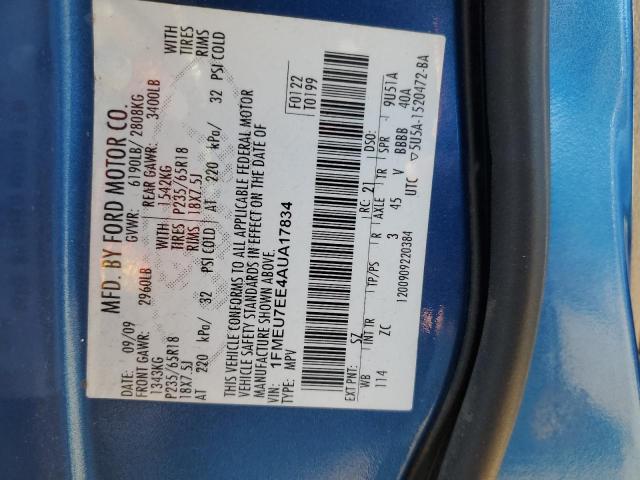 MFD. BY FORD MOTOR CO.
DATE: 09/09 GVWR: 6190LB/ 2808KG
FRONT GAWR: 2960LB REAR GAWR: 3400LB
1343KG 1542KG WITH
P235/65R18 WITH TIRES P235/65R18 TIRES
18X7.5J RIMS 18X7.5J RIMS
AT 220 kPa/ 32 PSI COLD AT 220 kPa/ 32 PSI COLD
THIS VEHICLE CONFORMS TO ALL APPLICABLE FEDERAL MOTOR
VEHICLE SAFETY STANDARDS IN EFFECT ON THE DATE OF
MANUFACTURE SHOWN ABOVE.
F0122
T0199
VIN: 1FMEU7EE4AUA17834
TYPE: MPV
EXT PNT: SZ RC: 21 DSO:
WB INT TR TP/PS R AXLE TR SPR 9U51A
114 ZC 3 45 V BBBB 40A
1200909220384 UTC ▽5U5A-1520472-BA